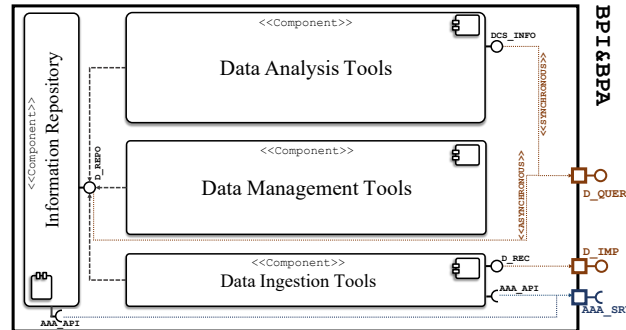 <<Component>>
Information Repository
<<Component>>
Data Analysis Tools
DCS_INFO
<<SYNCHRONOUS>>
BPI&BPA
D_REPO
<<Component>>
Data Management Tools
<<ASYNCHRONOUS>>
D_QUER
<<Component>>
Data Ingestion Tools
D_REC
D_IMP
AAA_API
AAA_SR
AAA_API